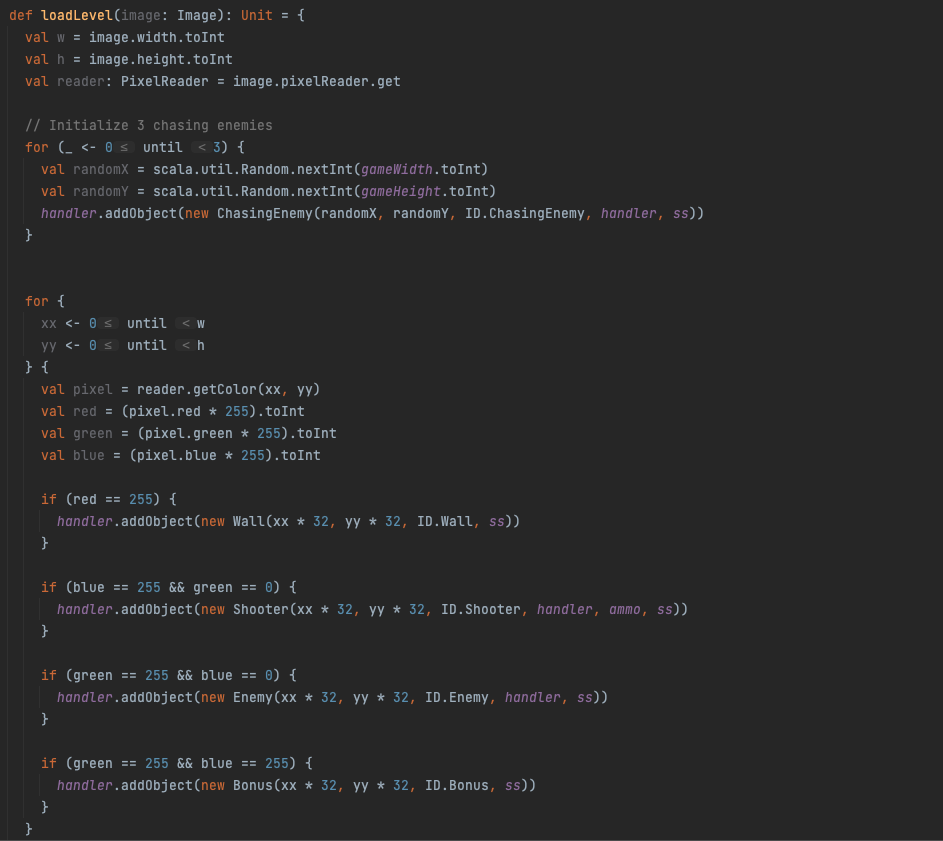 def loadLevel(image: Image): Unit = {
  val w = image.width.toInt
  val h = image.height.toInt
  val reader: PixelReader = image.pixelReader.get

  // Initialize 3 chasing enemies
  for (_ <- 0 ≤ until < 3) {
    val randomX = scala.util.Random.nextInt(gameWidth.toInt)
    val randomY = scala.util.Random.nextInt(gameHeight.toInt)
    handler.addObject(new ChasingEnemy(randomX, randomY, ID.ChasingEnemy, handler, ss))
  }


  for {
    xx <- 0 ≤ until < w
    yy <- 0 ≤ until < h
  } {
    val pixel = reader.getColor(xx, yy)
    val red = (pixel.red * 255).toInt
    val green = (pixel.green * 255).toInt
    val blue = (pixel.blue * 255).toInt

    if (red == 255) {
      handler.addObject(new Wall(xx * 32, yy * 32, ID.Wall, ss))
    }

    if (blue == 255 && green == 0) {
      handler.addObject(new Shooter(xx * 32, yy * 32, ID.Shooter, handler, ammo, ss))
    }

    if (green == 255 && blue == 0) {
      handler.addObject(new Enemy(xx * 32, yy * 32, ID.Enemy, handler, ss))
    }

    if (green == 255 && blue == 255) {
      handler.addObject(new Bonus(xx * 32, yy * 32, ID.Bonus, ss))
    }
  }